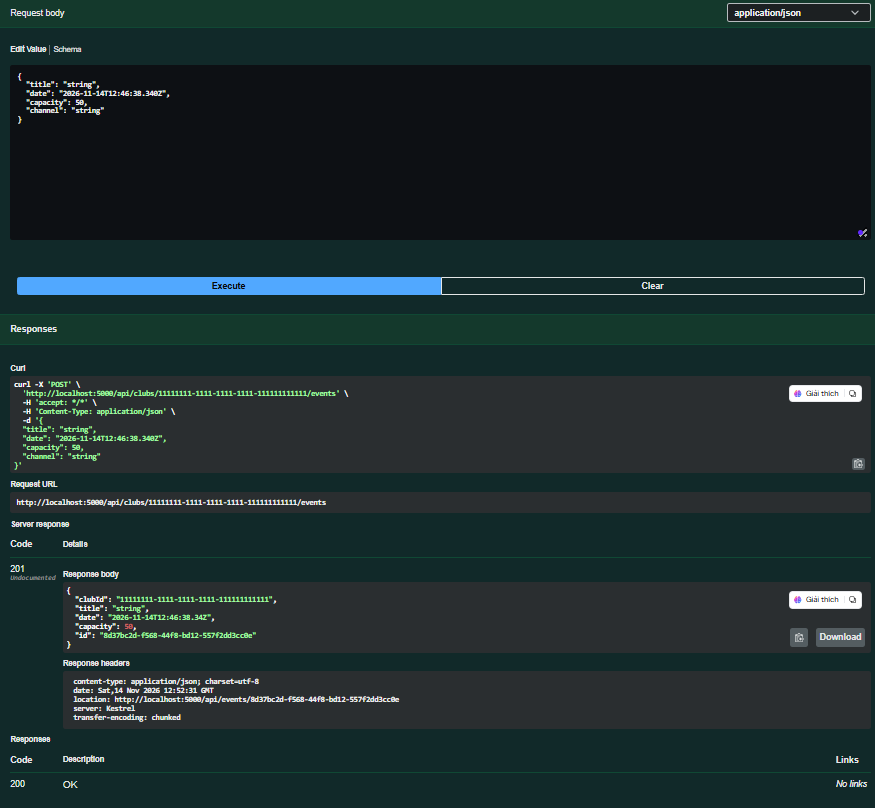 Request body
application/json
Edit Value | Schema
{
  "title": "string",
  "date": "2026-11-14T12:46:38.340Z",
  "capacity": 50,
  "channel": "string"
}
Execute
Clear
Responses
Curl
curl -X 'POST' \
  'http://localhost:5000/api/clubs/11111111-1111-1111-1111-111111111111/events' \
  -H 'accept: */*' \
  -H 'Content-Type: application/json' \
  -d '{
  "title": "string",
  "date": "2026-11-14T12:46:38.340Z",
  "capacity": 50,
  "channel": "string"
}'
Giải thích
Request URL
http://localhost:5000/api/clubs/11111111-1111-1111-1111-111111111111/events
Server response
Code
Details
201
Undocumented
Response body
{
  "clubId": "11111111-1111-1111-1111-111111111111",
  "title": "string",
  "date": "2026-11-14T12:46:38.34Z",
  "capacity": 50,
  "id": "8d37bc2d-f568-44f8-bd12-557f2dd3cc0e"
}
Giải thích
Download
Response headers
content-type: application/json; charset=utf-8
date: Sat,14 Nov 2026 12:52:31 GMT
location: http://localhost:5000/api/events/8d37bc2d-f568-44f8-bd12-557f2dd3cc0e
server: Kestrel
transfer-encoding: chunked
Responses
Code
Description
Links
200
OK
No links